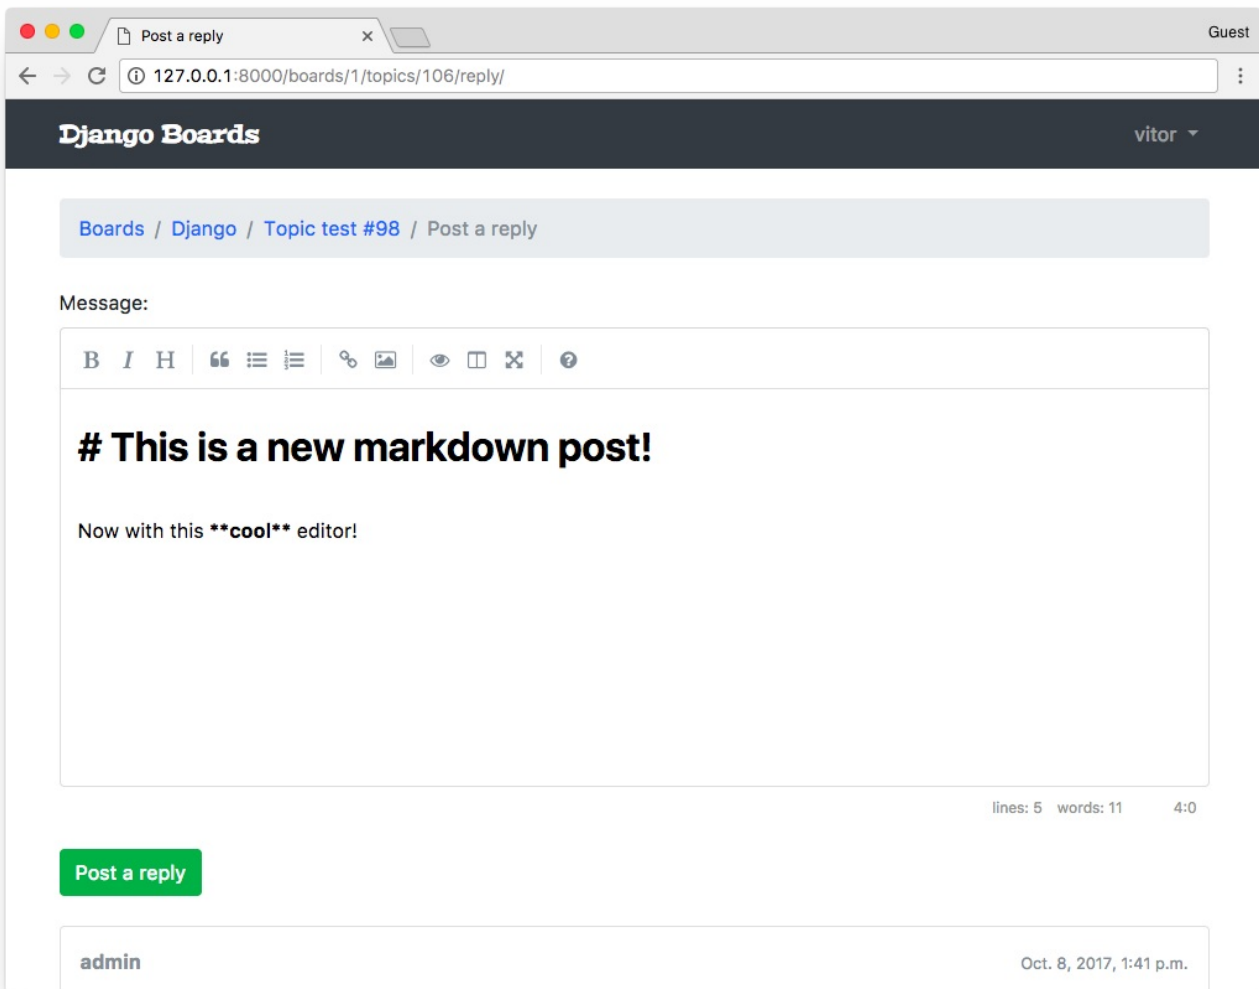 Post a reply
Guest
127.0.0.1:8000/boards/1/topics/106/reply/
Django Boards
vitor
Boards / Django / Topic test #98 / Post a reply
Message:
B I H
# This is a new markdown post!
Now with this **cool** editor!
lines: 5 words: 11 4:0
Post a reply
admin
Oct. 8, 2017, 1:41 p.m.